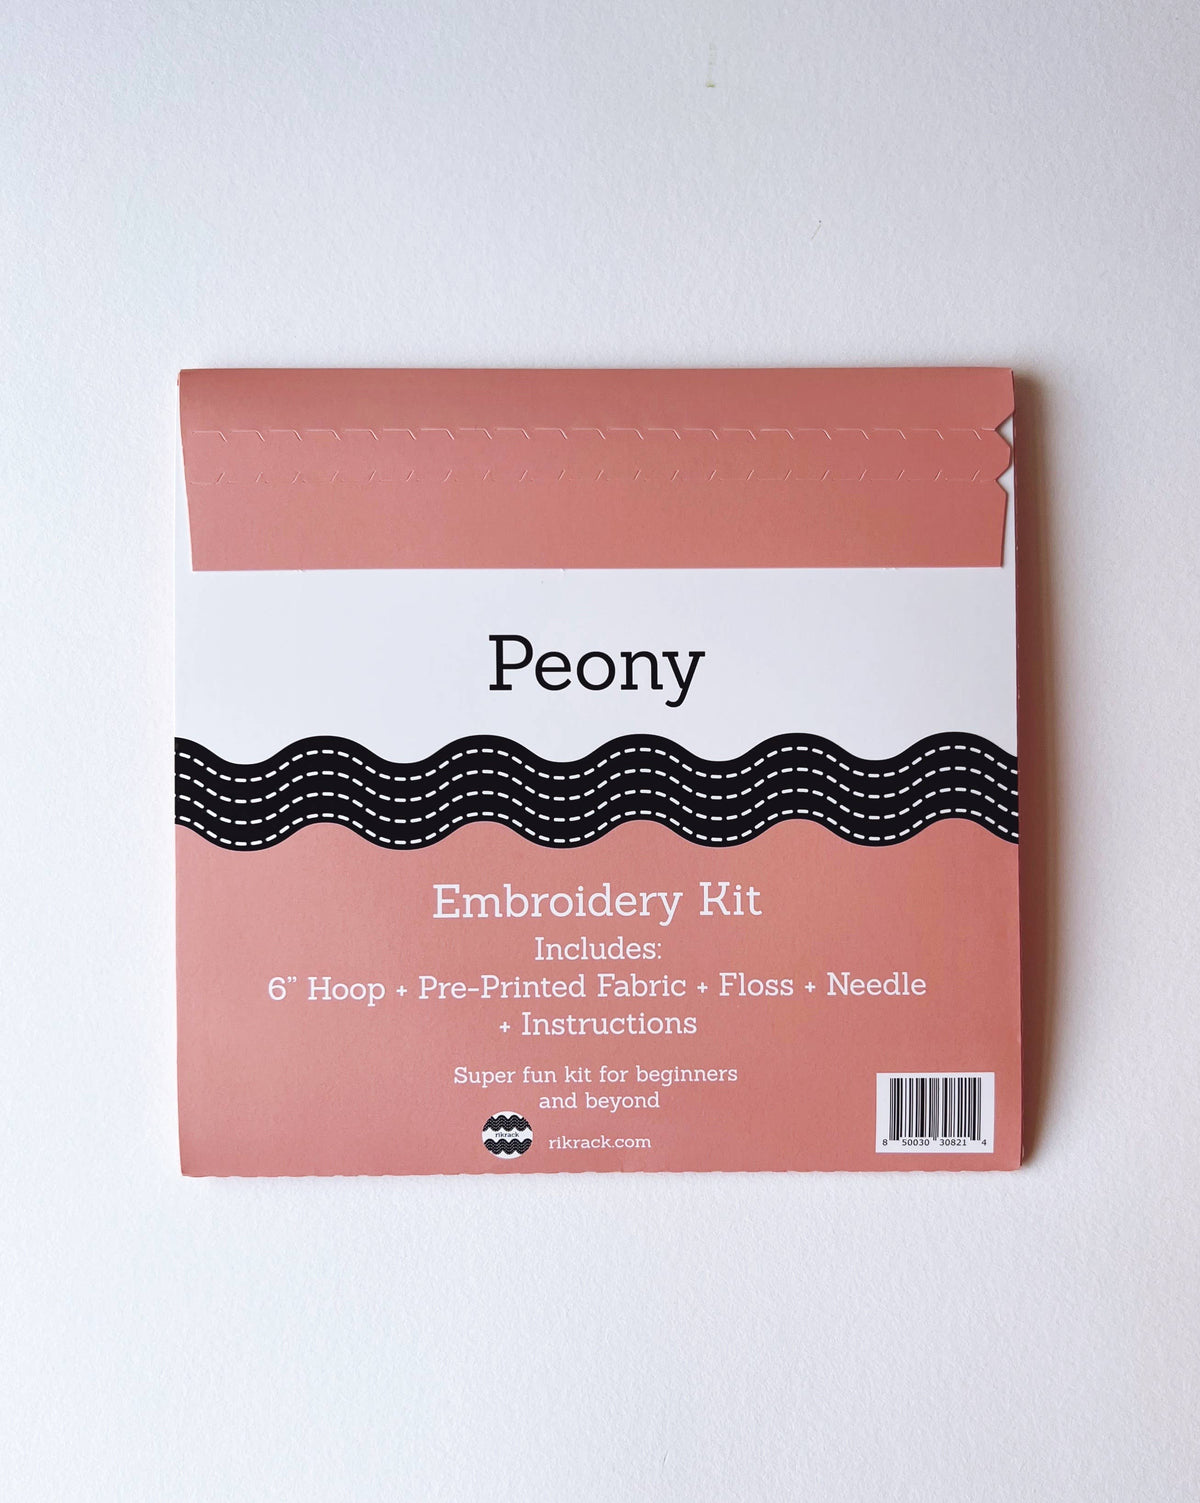 Peony
Embroidery Kit
Includes:
6” Hoop + Pre-Printed Fabric + Floss + Needle
+ Instructions
Super fun kit for beginners
and beyond
rikrack
rikrack.com
8 50030 30821 4